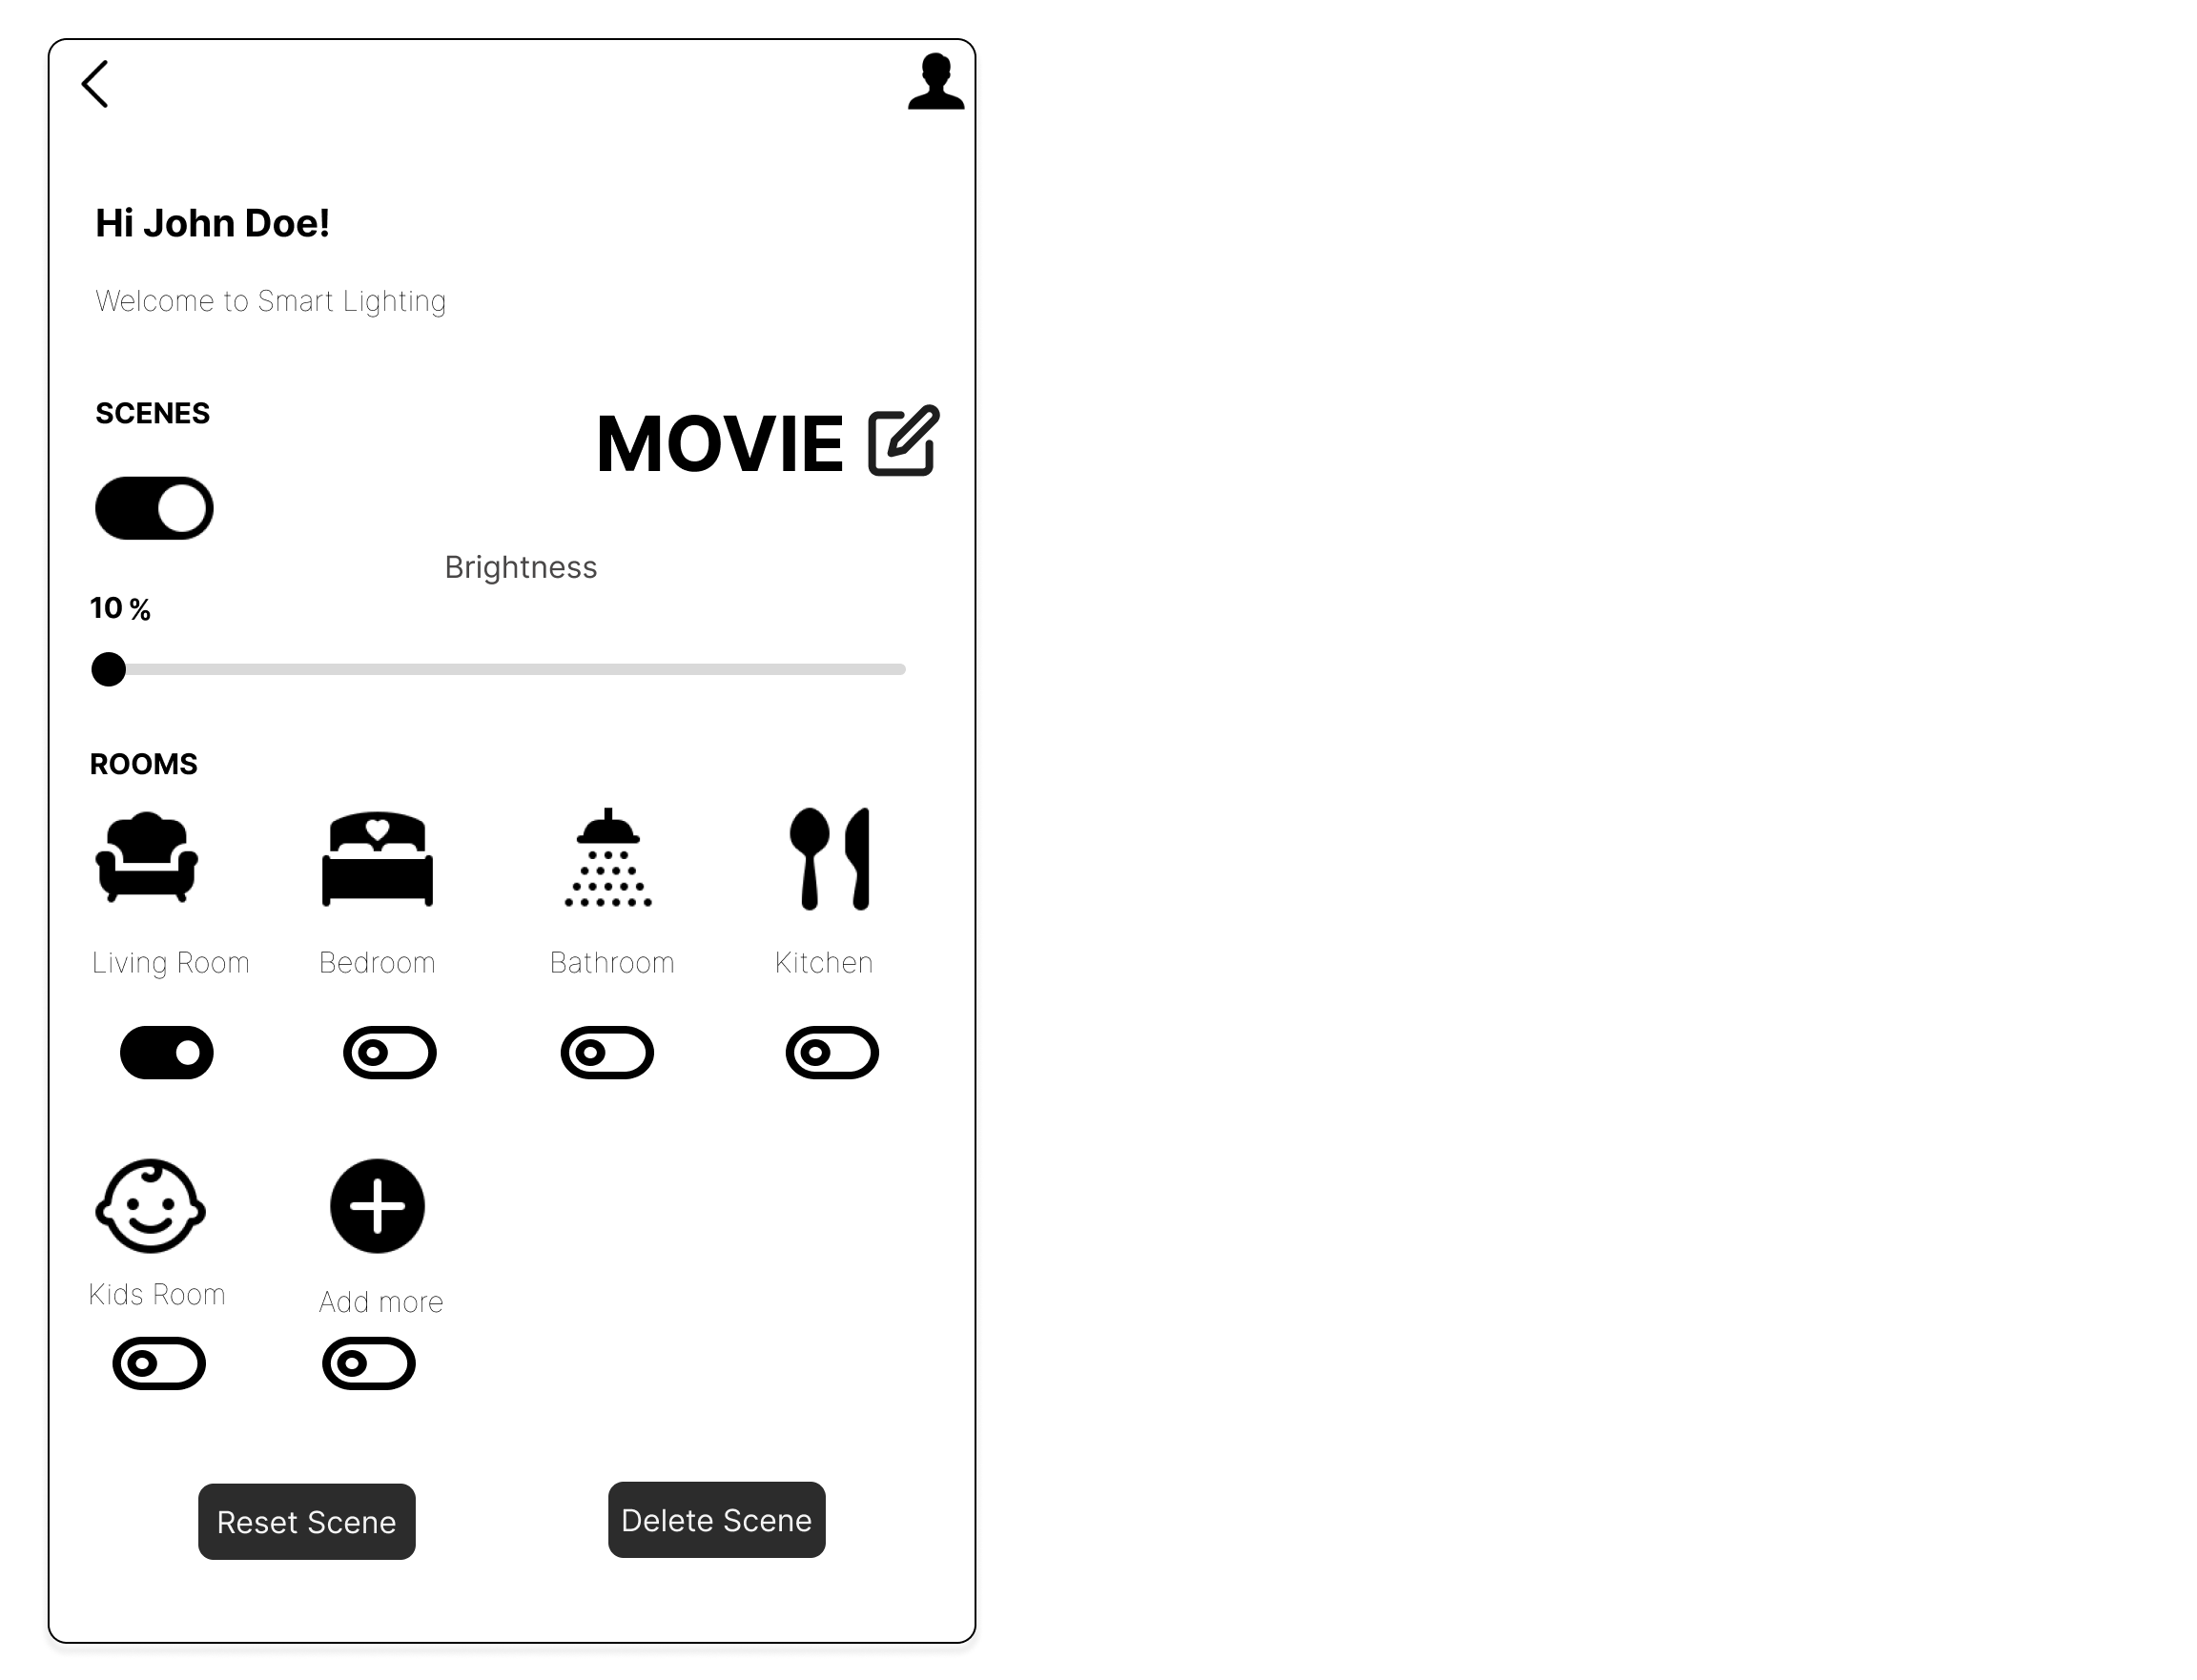 Hi John Doe!
Welcome to Smart Lighting
SCENES
MOVIE
Brightness
10 %
ROOMS
Living Room
Bedroom
Bathroom
Kitchen
Kids Room
Add more
Reset Scene
Delete Scene